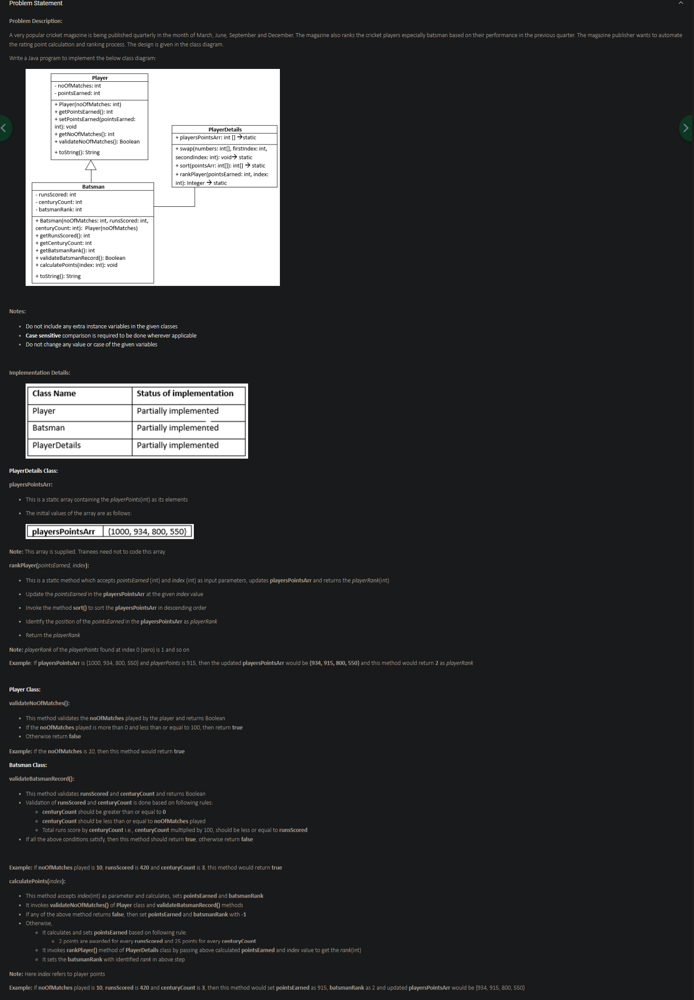 Problem Statement
Problem Description:
A very popular cricket magazine is being published quarterly in the month of March, June, September and December. The magazine also ranks the cricket players especially batsman based on their performance in the previous quarter. The magazine publisher wants to automate
the rating point calculation and ranking process. The design is given in the class diagram.
Write a Java program to implement the below class diagram:
Player
- noOfMatches: int
- pointsEarned: int
+ Player(noOfMatches: int)
+ getPointsEarned(): int
+ setPointsEarned(pointsEarned:
int): void
+ getNoOfMatches(): int
+ validateNoOfMatches(): Boolean
+ toString(): String
PlayerDetails
+ playersPointsArr: int [] →static
+ swap(numbers: int[], firstIndex: int,
secondIndex: int): void→ static
+ sort(pointsArr: int[]): int[] → static
+ rankPlayer(pointsEarned: int, index:
int): Integer → static
Batsman
- runsScored: int
- centuryCount: int
- batsmanRank: int
+ Batsman(noOfMatches: int, runsScored: int,
centuryCount: int): Player(noOfMatches)
+ getRunsScored(): int
+ getCenturyCount: int
+ getBatsmanRank(): int
+ validateBatsmanRecord(): Boolean
+ calculatePoints(index: int): void
+ toString(): String
Notes:
• Do not include any extra instance variables in the given classes
• Case sensitive comparison is required to be done wherever applicable
• Do not change any value or case of the given variables
Implementation Details:
Class Name Status of implementation
Player Partially implemented
Batsman Partially implemented
PlayerDetails Partially implemented
PlayerDetails Class:
playersPointsArr:
• This is a static array containing the playerPoints(int) as its elements
• The initial values of the array are as follows:
playersPointsArr {1000, 934, 800, 550}
Note: This array is supplied. Trainees need not to code this array
rankPlayer(pointsEarned, index):
• This is a static method which accepts pointsEarned (int) and index (int) as input parameters, updates playersPointsArr and returns the playerRank(int)
• Update the pointsEarned in the playersPointsArr at the given index value
• Invoke the method sort() to sort the playersPointsArr in descending order
• Identify the position of the pointsEarned in the playersPointsArr as playerRank
• Return the playerRank
Note: playerRank of the playerPoints found at index 0 (zero) is 1 and so on
Example: If playersPointsArr is {1000, 934, 800, 550} and playerPoints is 915, then the updated playersPointsArr would be {934, 915, 800, 550} and this method would return 2 as playerRank
Player Class:
validateNoOfMatches():
• This method validates the noOfMatches played by the player and returns Boolean
• If the noOfMatches played is more than 0 and less than or equal to 100, then return true
• Otherwise return false
Example: If the noOfMatches is 10, then this method would return true
Batsman Class:
validateBatsmanRecord():
• This method validates runsScored and centuryCount and returns Boolean
• Validation of runsScored and centuryCount is done based on following rules:
o centuryCount should be greater than or equal to 0
o centuryCount should be less than or equal to noOfMatches played
o Total runs score by centuryCount i.e., centuryCount multiplied by 100, should be less or equal to runsScored
• If all the above conditions satisfy, then this method should return true, otherwise return false
Example: If noOfMatches played is 10, runsScored is 420 and centuryCount is 3, this method would return true
calculatePoints(index):
• This method accepts index(int) as parameter and calculates, sets pointsEarned and batsmanRank
• It invokes validateNoOfMatches() of Player class and validateBatsmanRecord() methods
• If any of the above method returns false, then set pointsEarned and batsmanRank with -1
• Otherwise,
o It calculates and sets pointsEarned based on following rule:
o 2 points are awarded for every runsScored and 25 points for every centuryCount
o It invokes rankPlayer() method of PlayerDetails class by passing above calculated pointsEarned and index value to get the rank(int)
o It sets the batsmanRank with identified rank in above step
Note: Here index refers to player points
Example: If noOfMatches played is 10, runsScored is 420 and centuryCount is 3, then this method would set pointsEarned as 915, batsmanRank as 2 and updated playersPointsArr would be {934, 915, 800, 550}